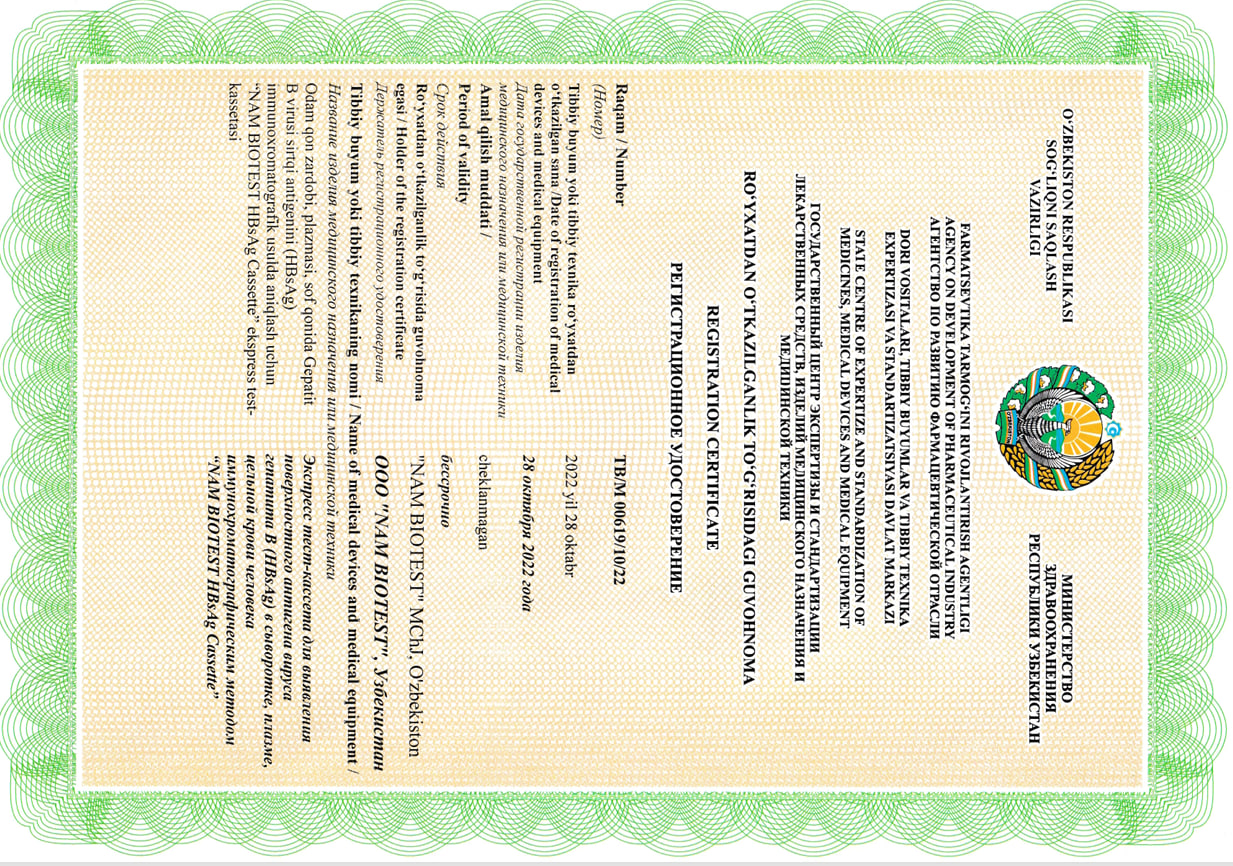 O‘ZBEKISTON RESPUBLIKASI
SOG‘LIQNI SAQLASH
VAZIRLIGI
МИНИСТЕРСТВО
ЗДРАВООХРАНЕНИЯ
РЕСПУБЛИКИ УЗБЕКИСТАН
FARMATSEVTIKA TARMOG‘INI RIVOJLANTIRISH AGENTLIGI
AGENCY ON DEVELOPMENT OF PHARMACEUTICAL INDUSTRY
АГЕНТСТВО ПО РАЗВИТИЮ ФАРМАЦЕВТИЧЕСКОЙ ОТРАСЛИ
DORI VOSITALARI, TIBBIY BUYUMLAR VA TIBBIY TEXNIKA
EXPERTIZASI VA STANDARTIZATSIYASI DAVLAT MARKAZI
STATE CENTRE OF EXPERTIZE AND STANDARDIZATION OF
MEDICINES, MEDICAL DEVICES AND MEDICAL EQUIPMENT
ГОСУДАРСТВЕННЫЙ ЦЕНТР ЭКСПЕРТИЗЫ И СТАНДАРТИЗАЦИИ
ЛЕКАРСТВЕННЫХ СРЕДСТВ, ИЗДЕЛИЙ МЕДИЦИНСКОГО НАЗНАЧЕНИЯ И
МЕДИЦИНСКОЙ ТЕХНИКИ
RO‘YXATDAN O‘TKAZILGANLIK TO‘G‘RISIDAGI GUVOHNOMA
REGISTRATION CERTIFICATE
РЕГИСТРАЦИОННОЕ УДОСТОВЕРЕНИЕ
Raqam / Number
(Номер)
TB/M 00619/10/22
Tibbiy buyum yoki tibbiy texnika ro‘yxatdan
o‘tkazilgan sana /Date of registration of medical
devices and medical equipment
Дата государственной регистрации изделия
медицинского назначения или медицинской техники
2022 yil 28 oktabr
28 октября 2022 года
Amal qilish muddati /
Period of validity
Срок действия
cheklanmagan
бессрочно
Ro‘yxatdan o‘tkazilganlik to‘g‘risida guvohnoma
egasi / Holder of the registration certificate
Держатель регистрационного удостоверения
"NAM BIOTEST" MChJ, O'zbekiston
ООО "NAM BIOTEST", Узбекистан
Tibbiy buyum yoki tibbiy texnikaning nomi / Name of medical devices and medical equipment /
Название изделия медицинского назначения или медицинской техники
Odam qon zardobi, plazmasi, sof qonida Gepatit
B virusi sirtqi antigenini (HBsAg)
immunoxromatografik usulda aniqlash uchun
“NAM BIOTEST HBsAg Cassette” ekspress test-
kassetasi
Экспресс тест-кассета для выявления
поверхностного антигена вируса
гепатита В (HBsAg) в сыворотке, плазме,
цельной крови человека
иммунохроматографическим методом
“NAM BIOTEST HBsAg Cassette”